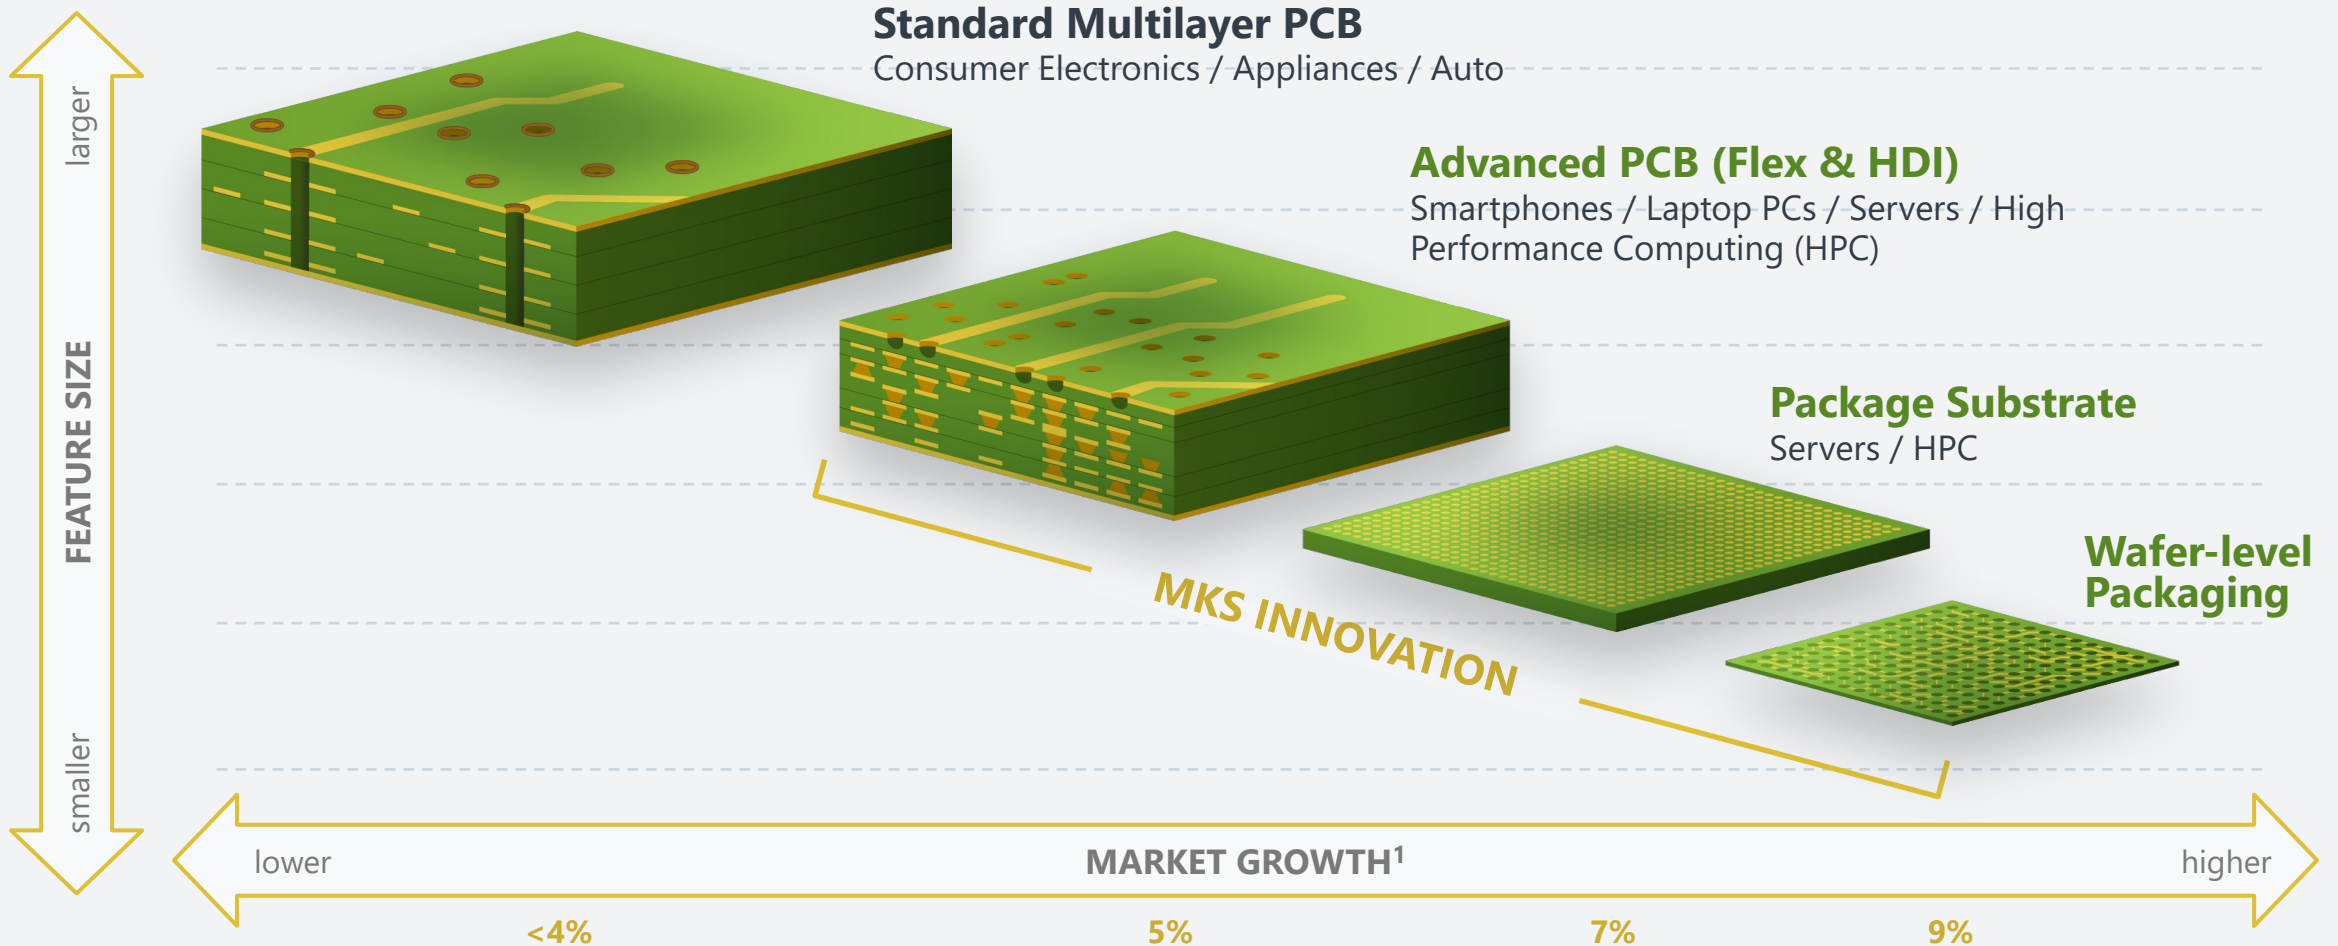 Standard Multilayer PCB
Consumer Electronics / Appliances / Auto
Advanced PCB (Flex & HDI)
Smartphones / Laptop PCs / Servers / High
Performance Computing (HPC)
Package Substrate
Servers / HPC
Wafer-level
Packaging
MKS INNOVATION
larger
FEATURE SIZE
smaller
lower
MARKET GROWTH¹
higher
<4%
5%
7%
9%